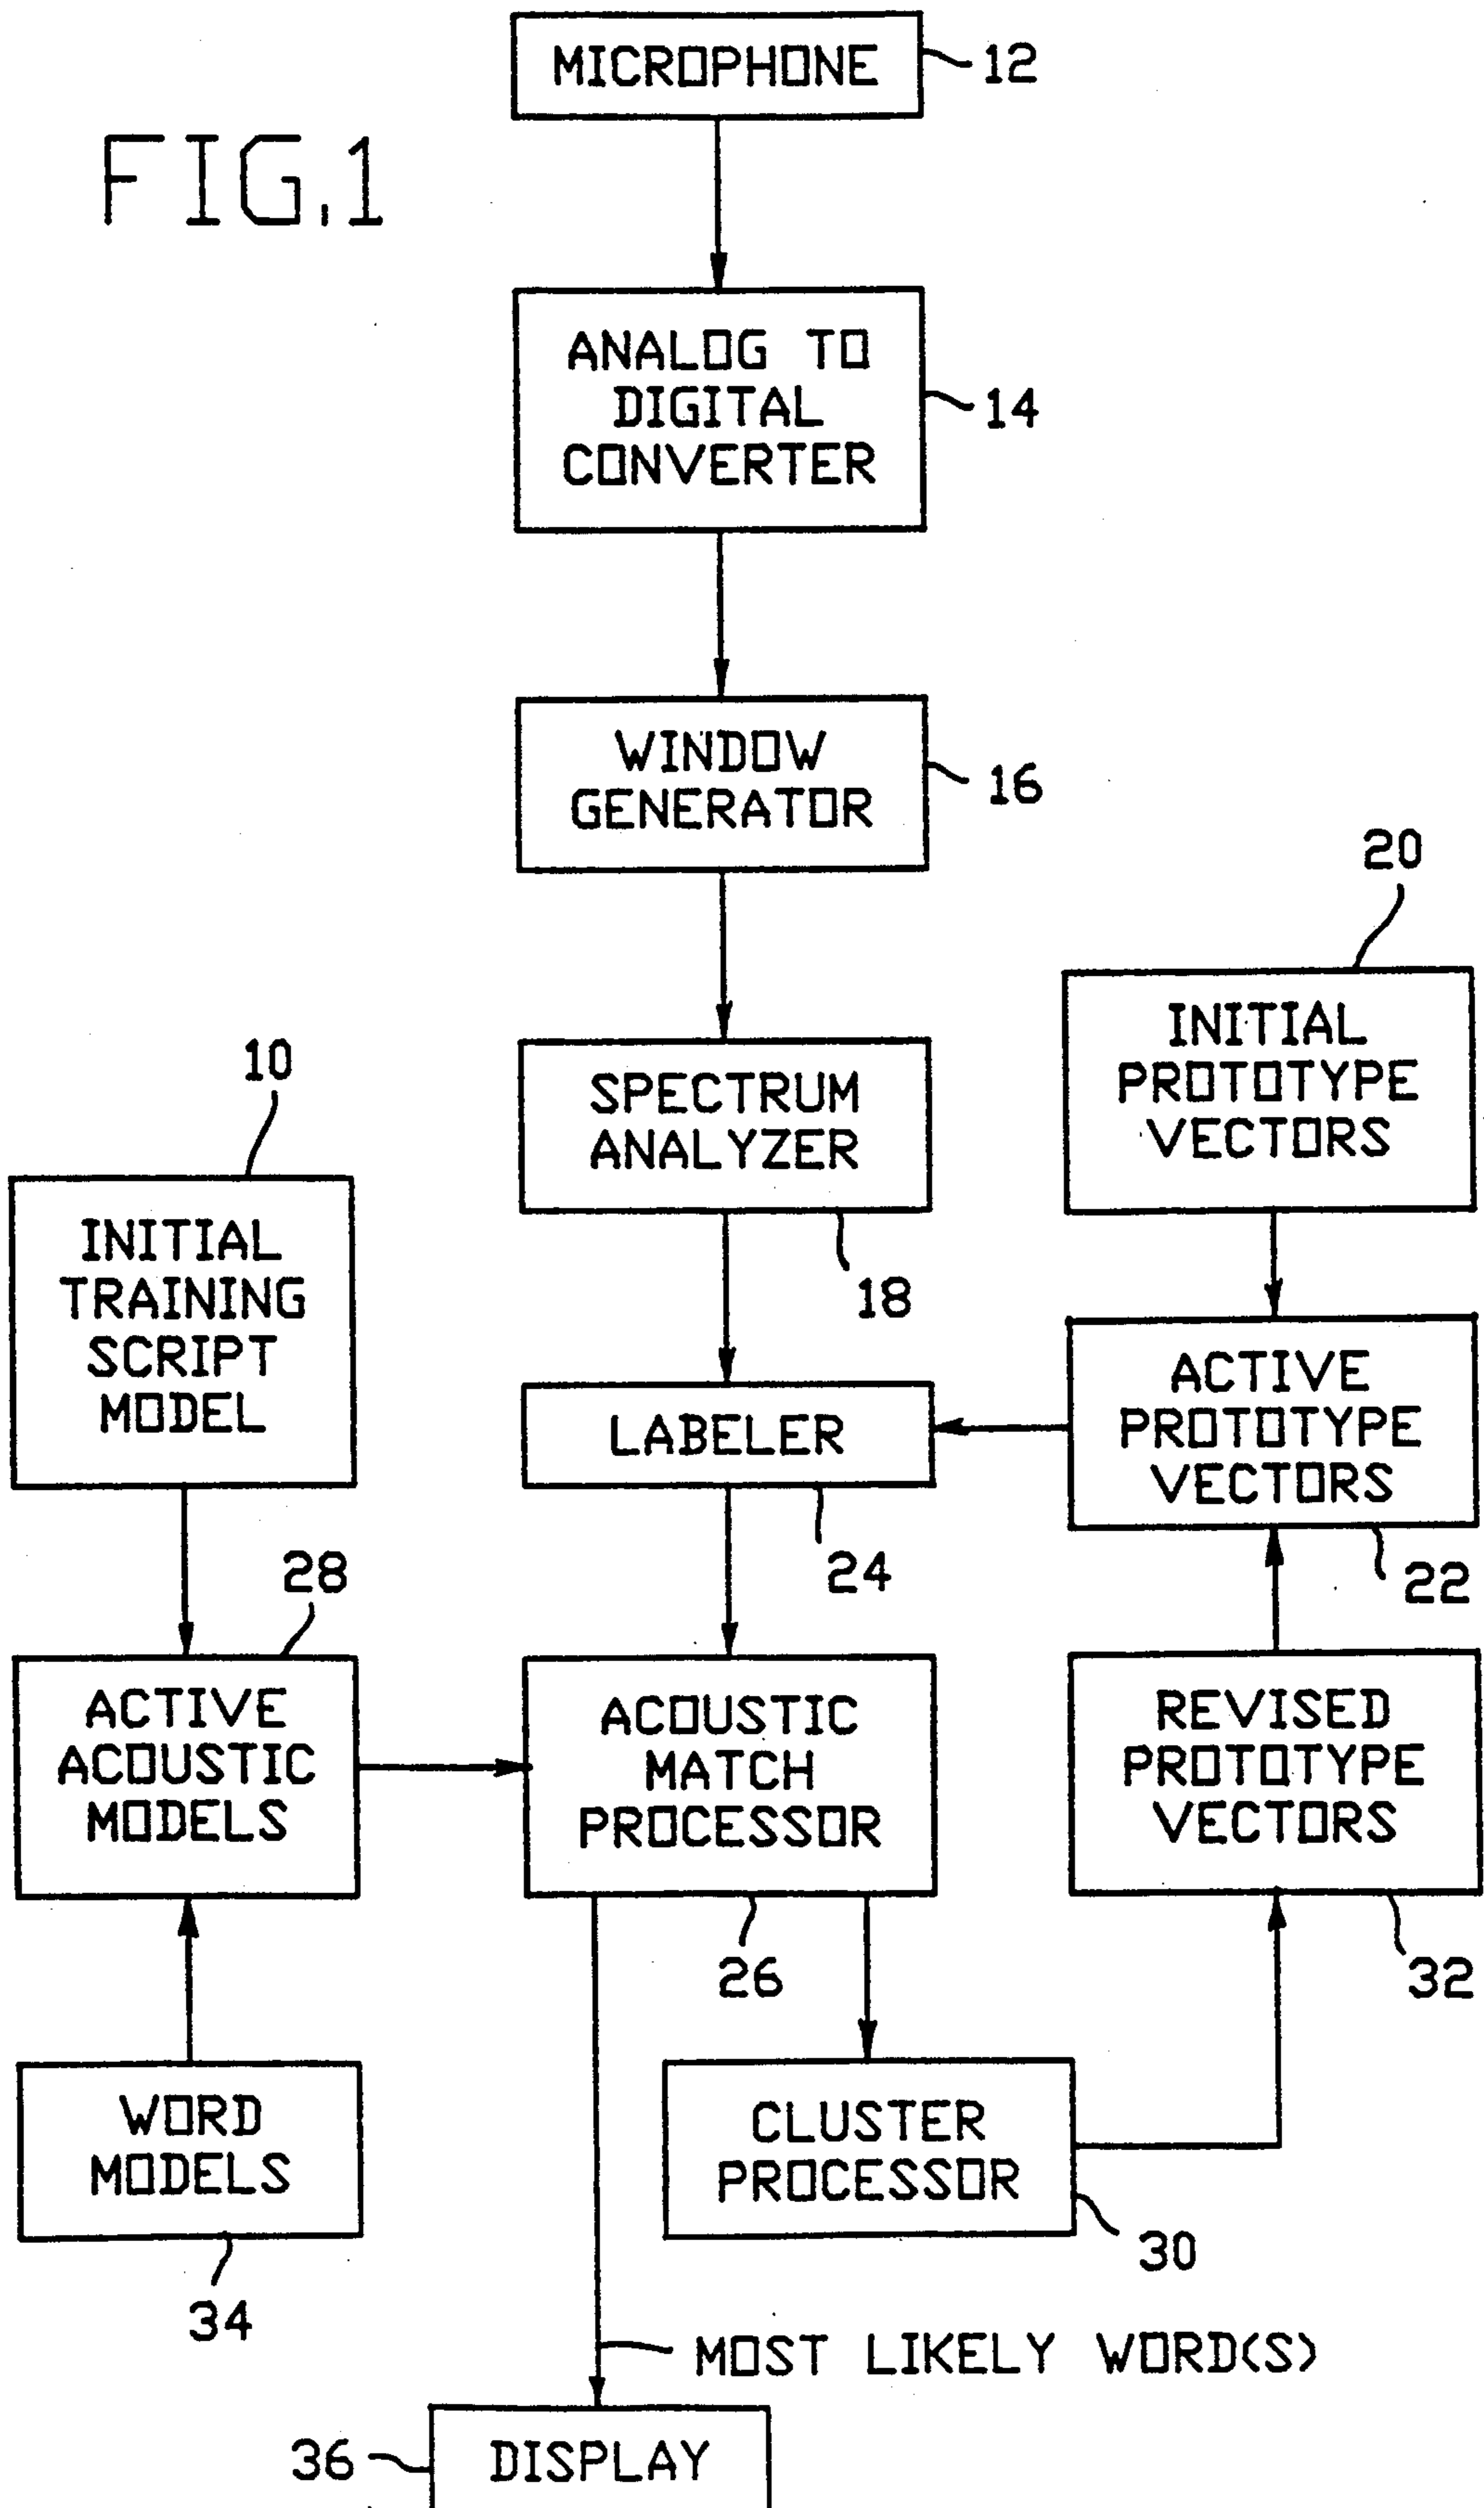 MICROPHONE
12
FIG.1
ANALOG TO
DIGITAL
CONVERTER
14
WINDOW
GENERATOR
16
20
INITIAL
PROTOTYPE
VECTORS
10
SPECTRUM
ANALYZER
18
INITIAL
TRAINING
SCRIPT
MODEL
LABELER
24
ACTIVE
PROTOTYPE
VECTORS
22
28
ACTIVE
ACOUSTIC
MODELS
ACOUSTIC
MATCH
PROCESSOR
26
REVISED
PROTOTYPE
VECTORS
32
WORD
MODELS
34
CLUSTER
PROCESSOR
30
MOST LIKELY WORD(S)
36
DISPLAY